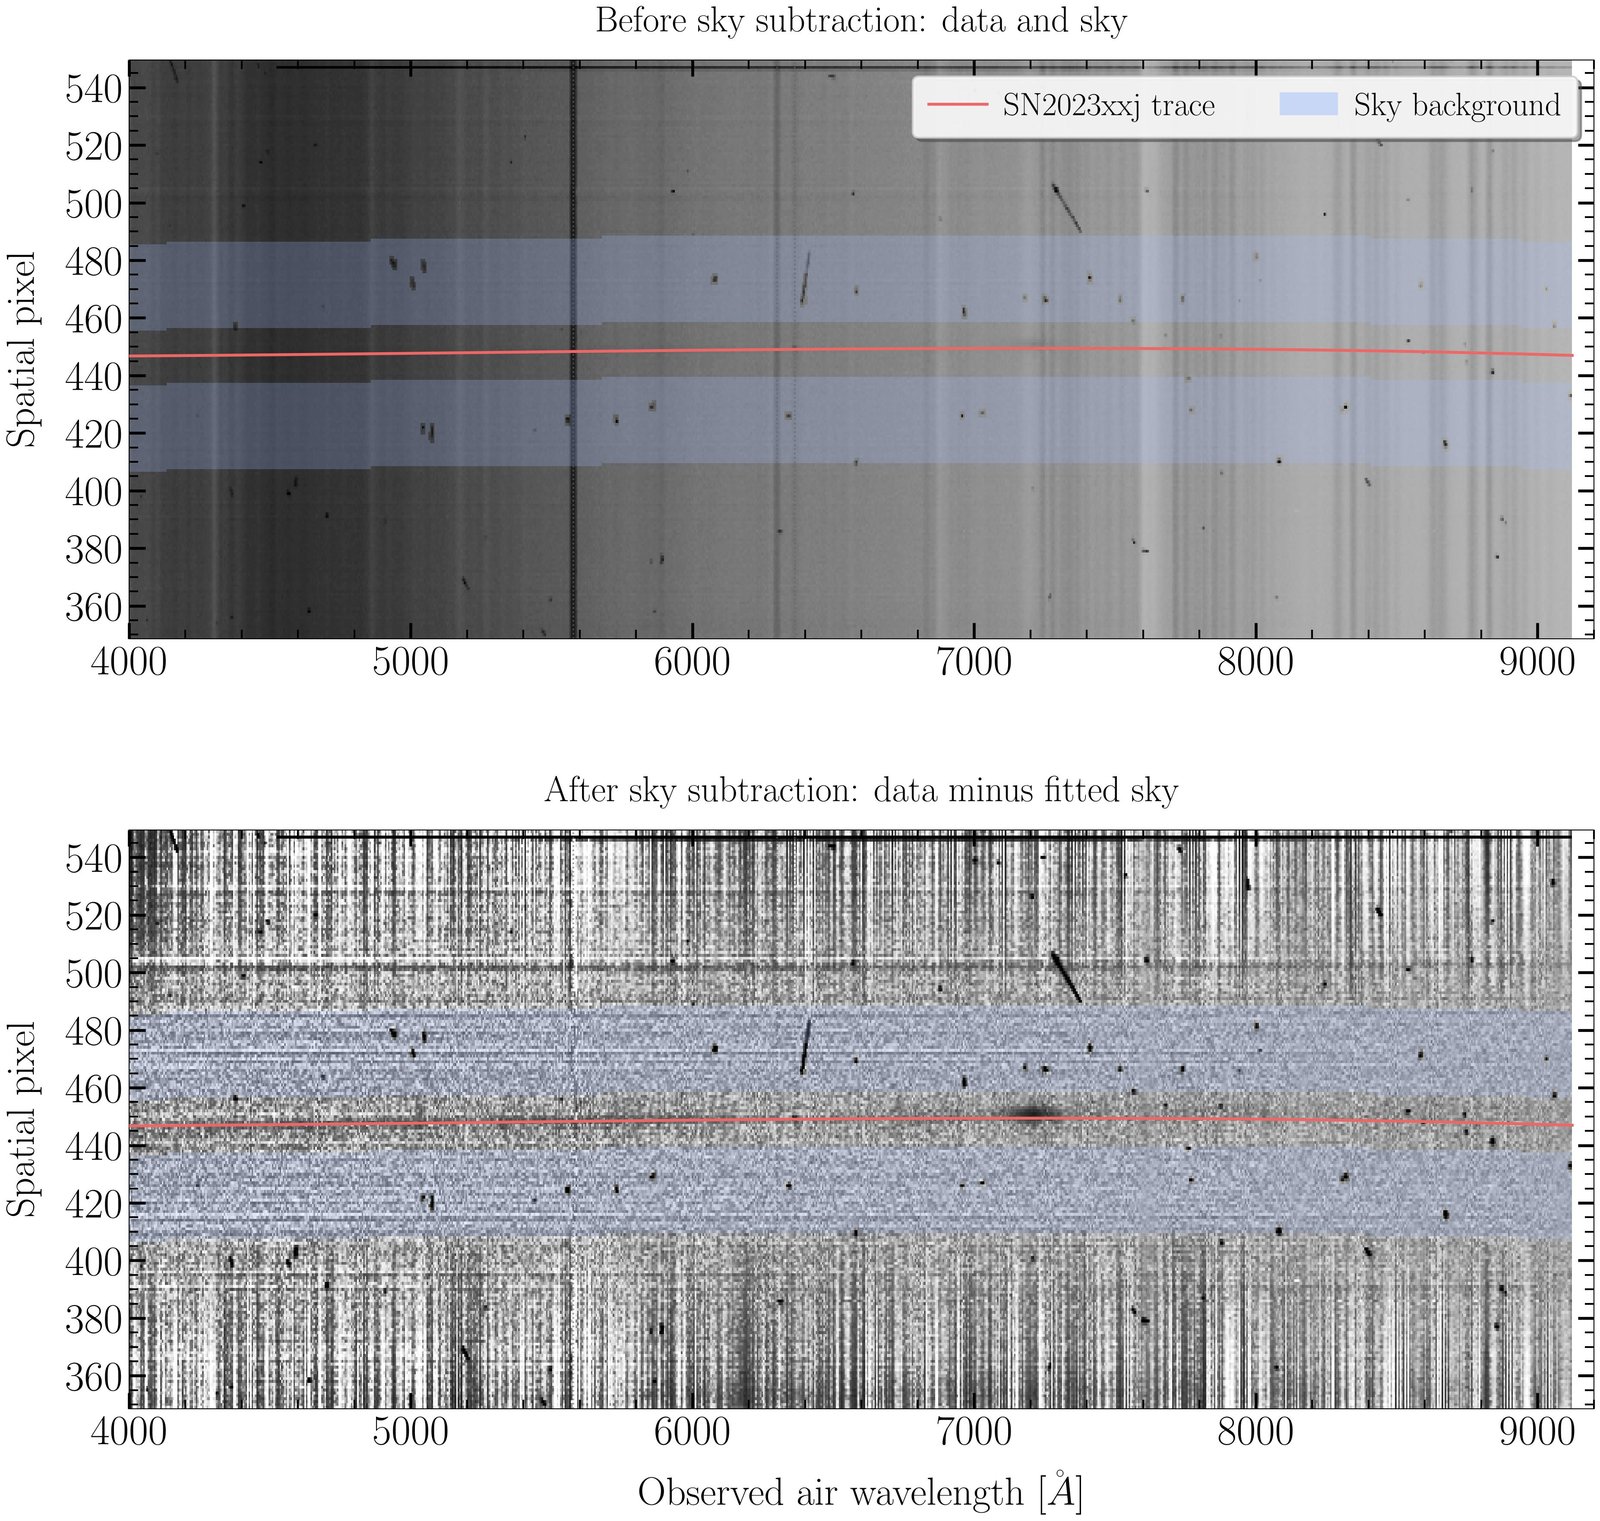 Before sky subtraction: data and sky
SN2023xxj trace
Sky background
540
520
500
480
460
440
420
400
380
360
Spatial pixel
4000 5000 6000 7000 8000 9000
After sky subtraction: data minus fitted sky
540
520
500
480
460
440
420
400
380
360
Spatial pixel
4000 5000 6000 7000 8000 9000
Observed air wavelength [Å]